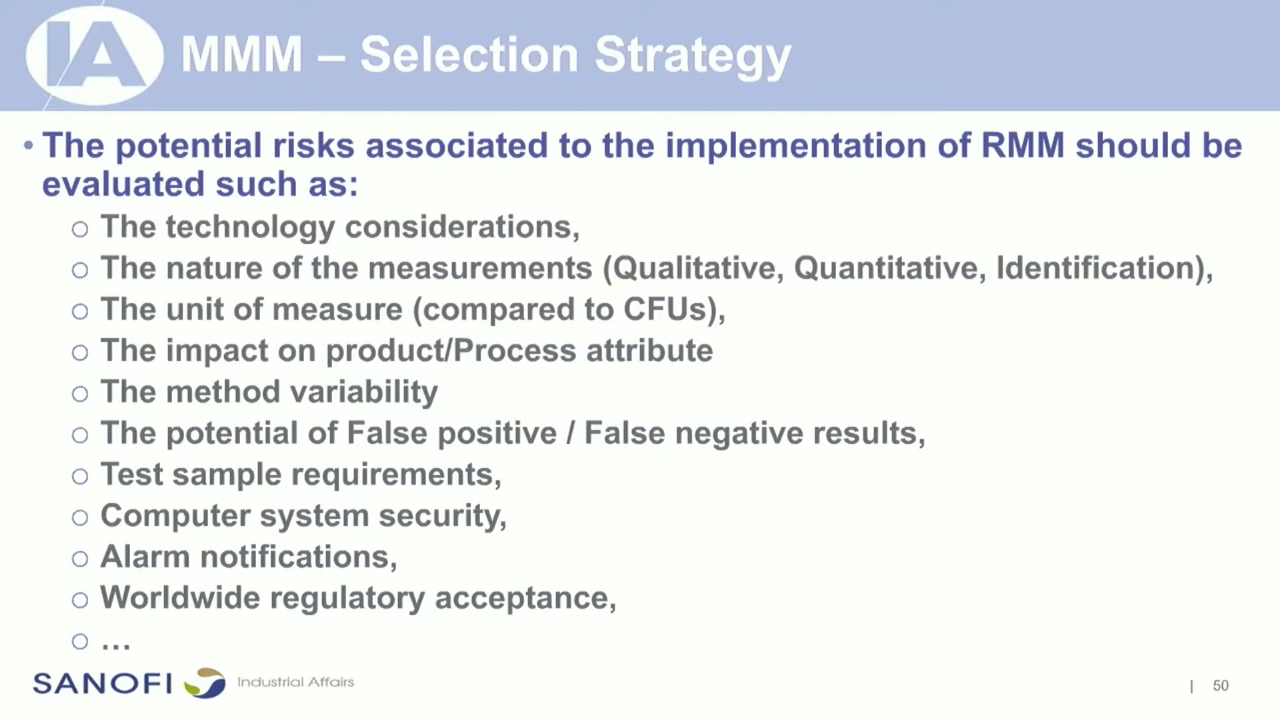 IA MMM – Selection Strategy
• The potential risks associated to the implementation of RMM should be
evaluated such as:
○ The technology considerations,
○ The nature of the measurements (Qualitative, Quantitative, Identification),
○ The unit of measure (compared to CFUs),
○ The impact on product/Process attribute
○ The method variability
○ The potential of False positive / False negative results,
○ Test sample requirements,
○ Computer system security,
○ Alarm notifications,
○ Worldwide regulatory acceptance,
○ …
SANOFI Industrial Affairs | 50